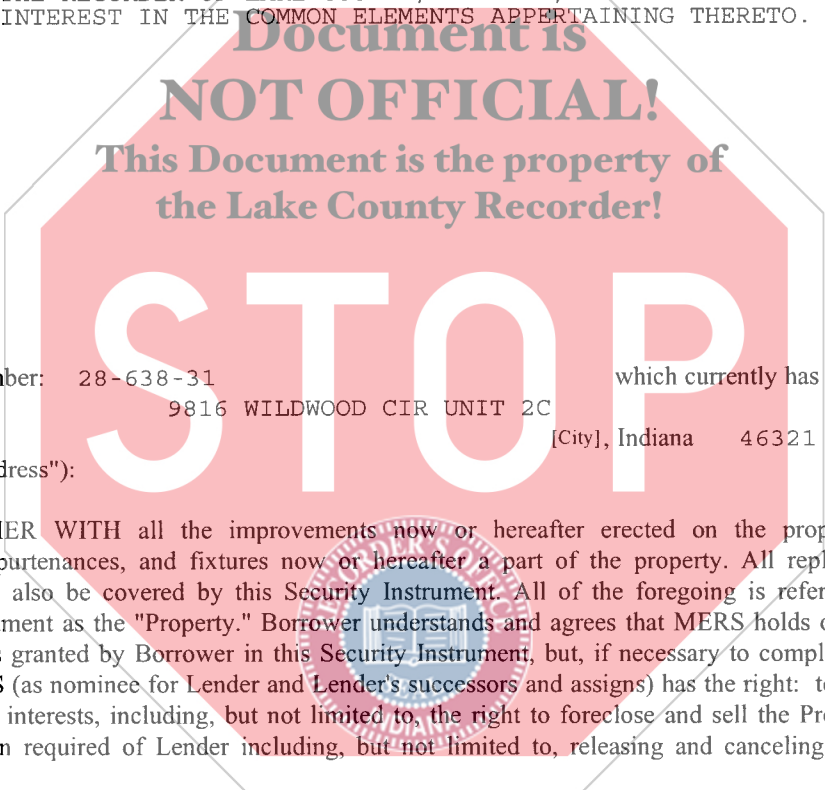 INTEREST IN THE COMMON ELEMENTS APPERTAINING THERETO.
Document is
NOT OFFICIAL!
This Document is the property of
the Lake County Recorder!
STOP
28-638-31 which currently has
9816 WILDWOOD CIR UNIT 2C
[City], Indiana 46321
dress"):
ER WITH all the improvements now or hereafter erected on the prop
purtenances, and fixtures now or hereafter a part of the property. All repl
also be covered by this Security Instrument. All of the foregoing is refer
ment as the "Property." Borrower understands and agrees that MERS holds
granted by Borrower in this Security Instrument, but, if necessary to compl
S (as nominee for Lender and Lender's successors and assigns) has the right: t
interests, including, but not limited to, the right to foreclose and sell the Pr
n required of Lender including, but not limited to, releasing and canceling
RECORDER'S OFFICE
INDIANA